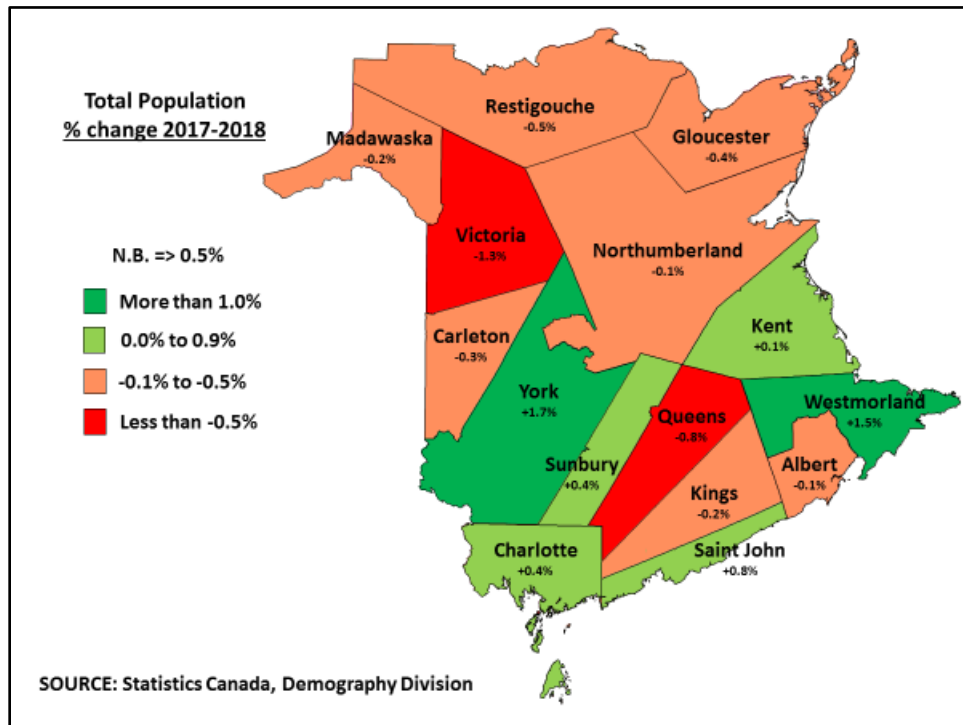 Total Population
% change 2017-2018
Restigouche
-0.5%
Gloucester
-0.4%
Madawaska
-0.2%
Victoria
-1.3%
Northumberland
-0.1%
N.B. => 0.5%
More than 1.0%
0.0% to 0.9%
-0.1% to -0.5%
Less than -0.5%
Carleton
-0.3%
Kent
+0.1%
York
+1.7%
Westmorland
+1.5%
Queens
-0.8%
Sunbury
+0.4%
Albert
-0.1%
Kings
-0.2%
Charlotte
+0.4%
Saint John
+0.8%
SOURCE: Statistics Canada, Demography Division